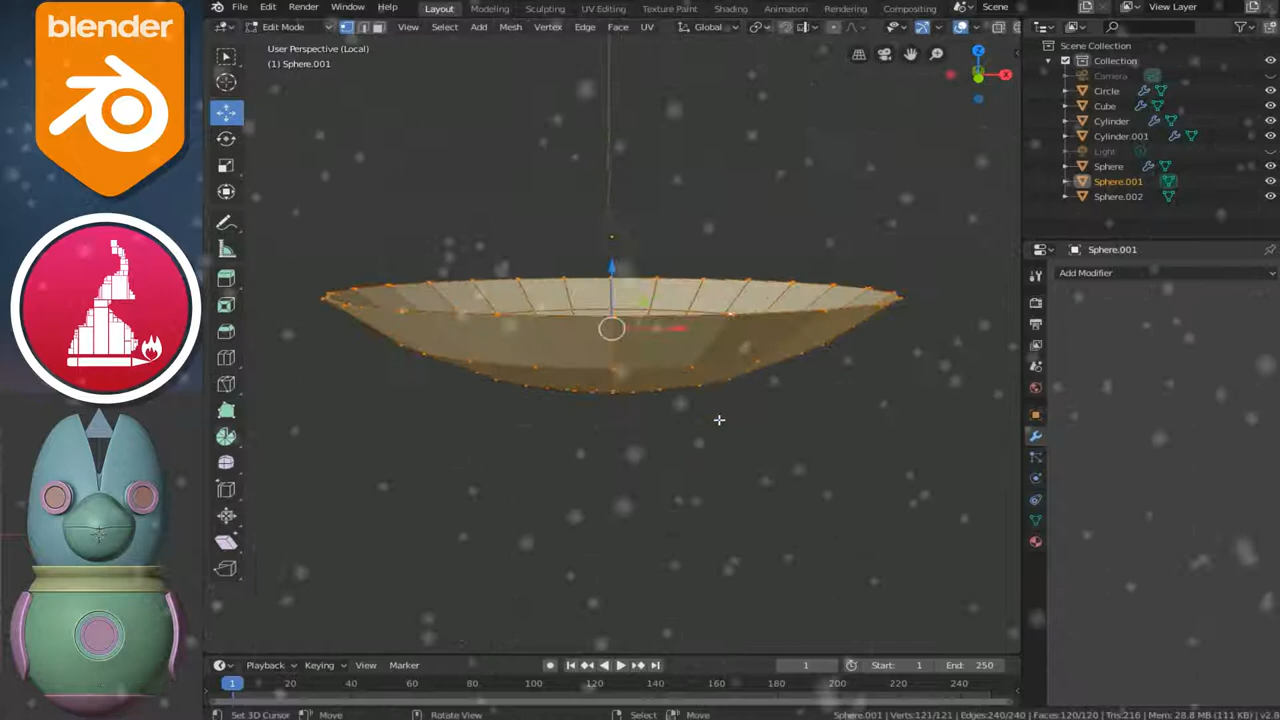 blender
File Edit Render Window Help
Layout Modeling Sculpting UV Editing Texture Paint Shading Animation Rendering Compositing
Scene
View Layer
Edit Mode
View Select Add Mesh Vertex Edge Face UV
Global
User Perspective (Local)
(1) Sphere.001
Z
X
Scene Collection
Collection
Camera
Circle
Cube
Cylinder
Cylinder.001
Light
Sphere
Sphere.001
Sphere.002
Sphere.001
Add Modifier
Playback Keying View Marker
1
Start: 1
End: 250
1 20 40 60 80 100 120 140 160 180 200 220 240
Set 3D Cursor Move Rotate View Select Move
Sphere.001 | Verts:121/121 | Edges:240/240 | Faces:120/120 | Tris:216 | Mem: 28.8 MB (111 KB) |